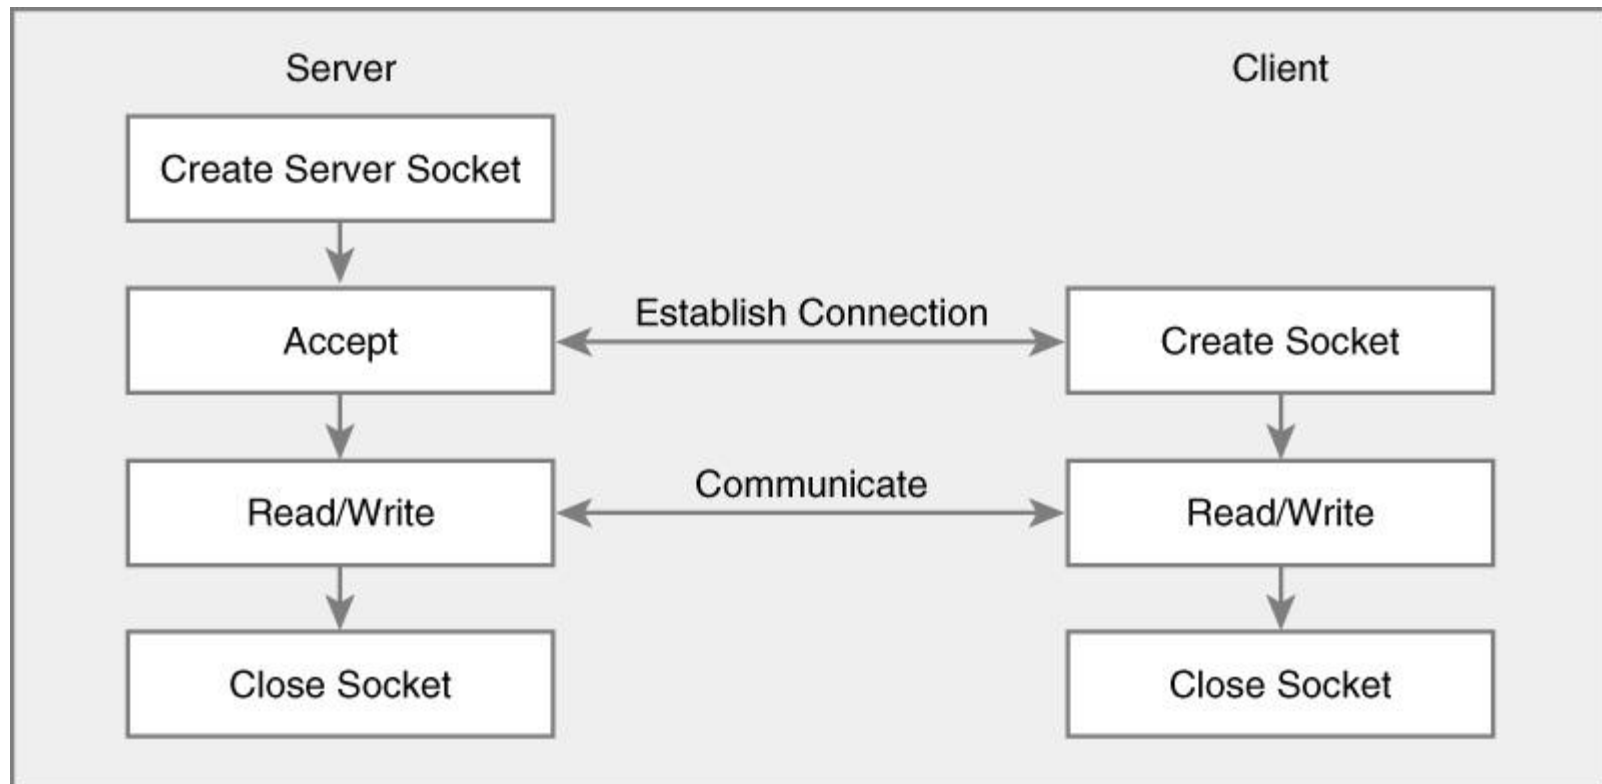 Server
Client
Create Server Socket
Accept
Establish Connection
Create Socket
Read/Write
Communicate
Read/Write
Close Socket
Close Socket